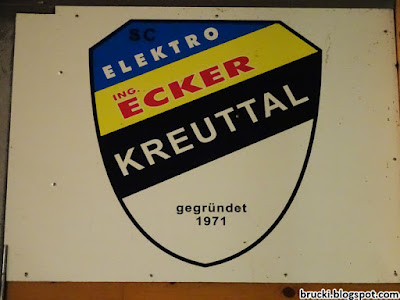 SC
ELEKTRO
ING. ECKER
KREUTTAL
gegründet
1971
brucki.blogspot.com